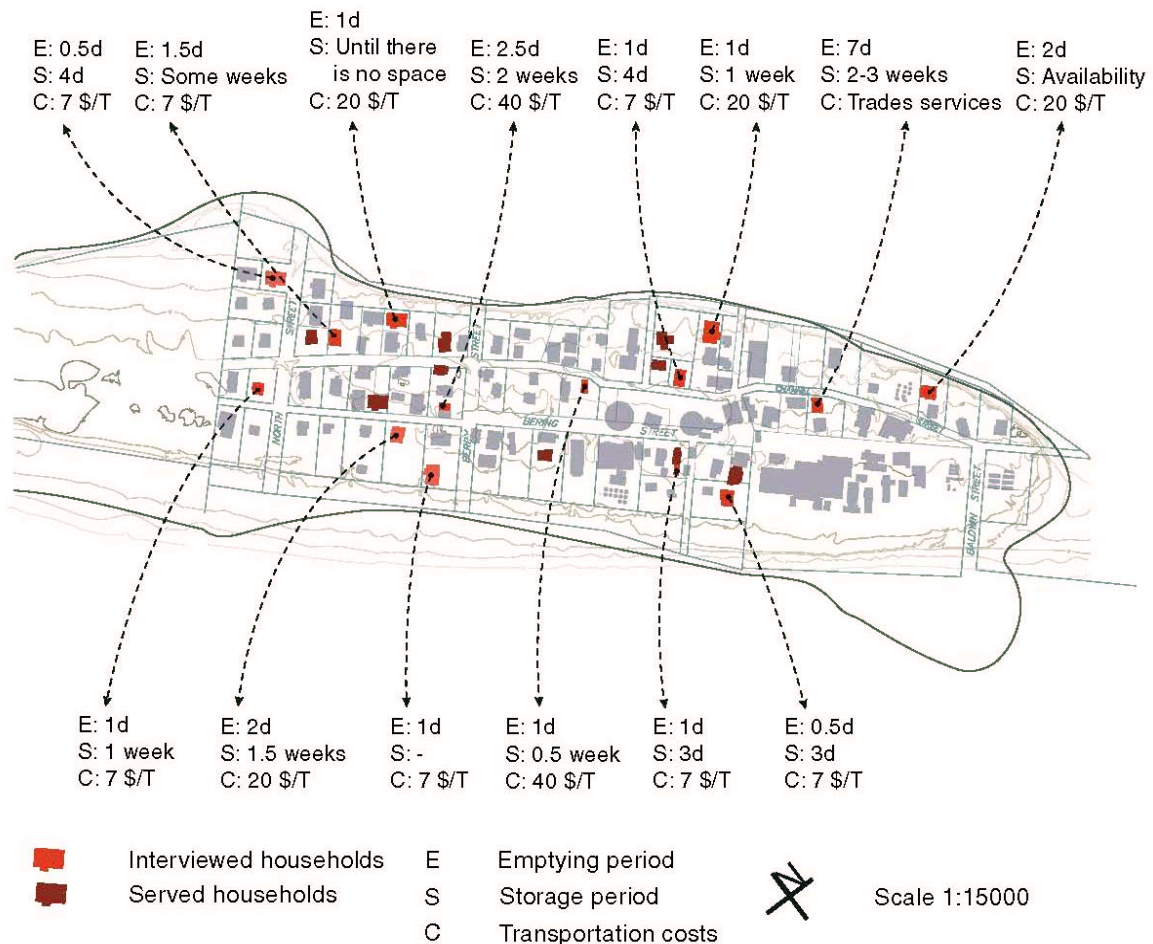 E: 0.5d
S: 4d
C: 7 $/T
E: 1.5d
S: Some weeks
C: 7 $/T
E: 1d
S: Until there
is no space
C: 20 $/T
E: 2.5d
S: 2 weeks
C: 40 $/T
E: 1d
S: 4d
C: 7 $/T
E: 1d
S: 1 week
C: 20 $/T
E: 7d
S: 2-3 weeks
C: Trades services
E: 2d
S: Availability
C: 20 $/T
STREET
NORTH
STREET
BERRY
BERING STREET
CHANNEL STREET
BALDWIN STREET
E: 1d
S: 1 week
C: 7 $/T
E: 2d
S: 1.5 weeks
C: 20 $/T
E: 1d
S: -
C: 7 $/T
E: 1d
S: 0.5 week
C: 40 $/T
E: 1d
S: 3d
C: 7 $/T
E: 0.5d
S: 3d
C: 7 $/T
Interviewed households
Served households
E Emptying period
S Storage period
C Transportation costs
N
Scale 1:15000